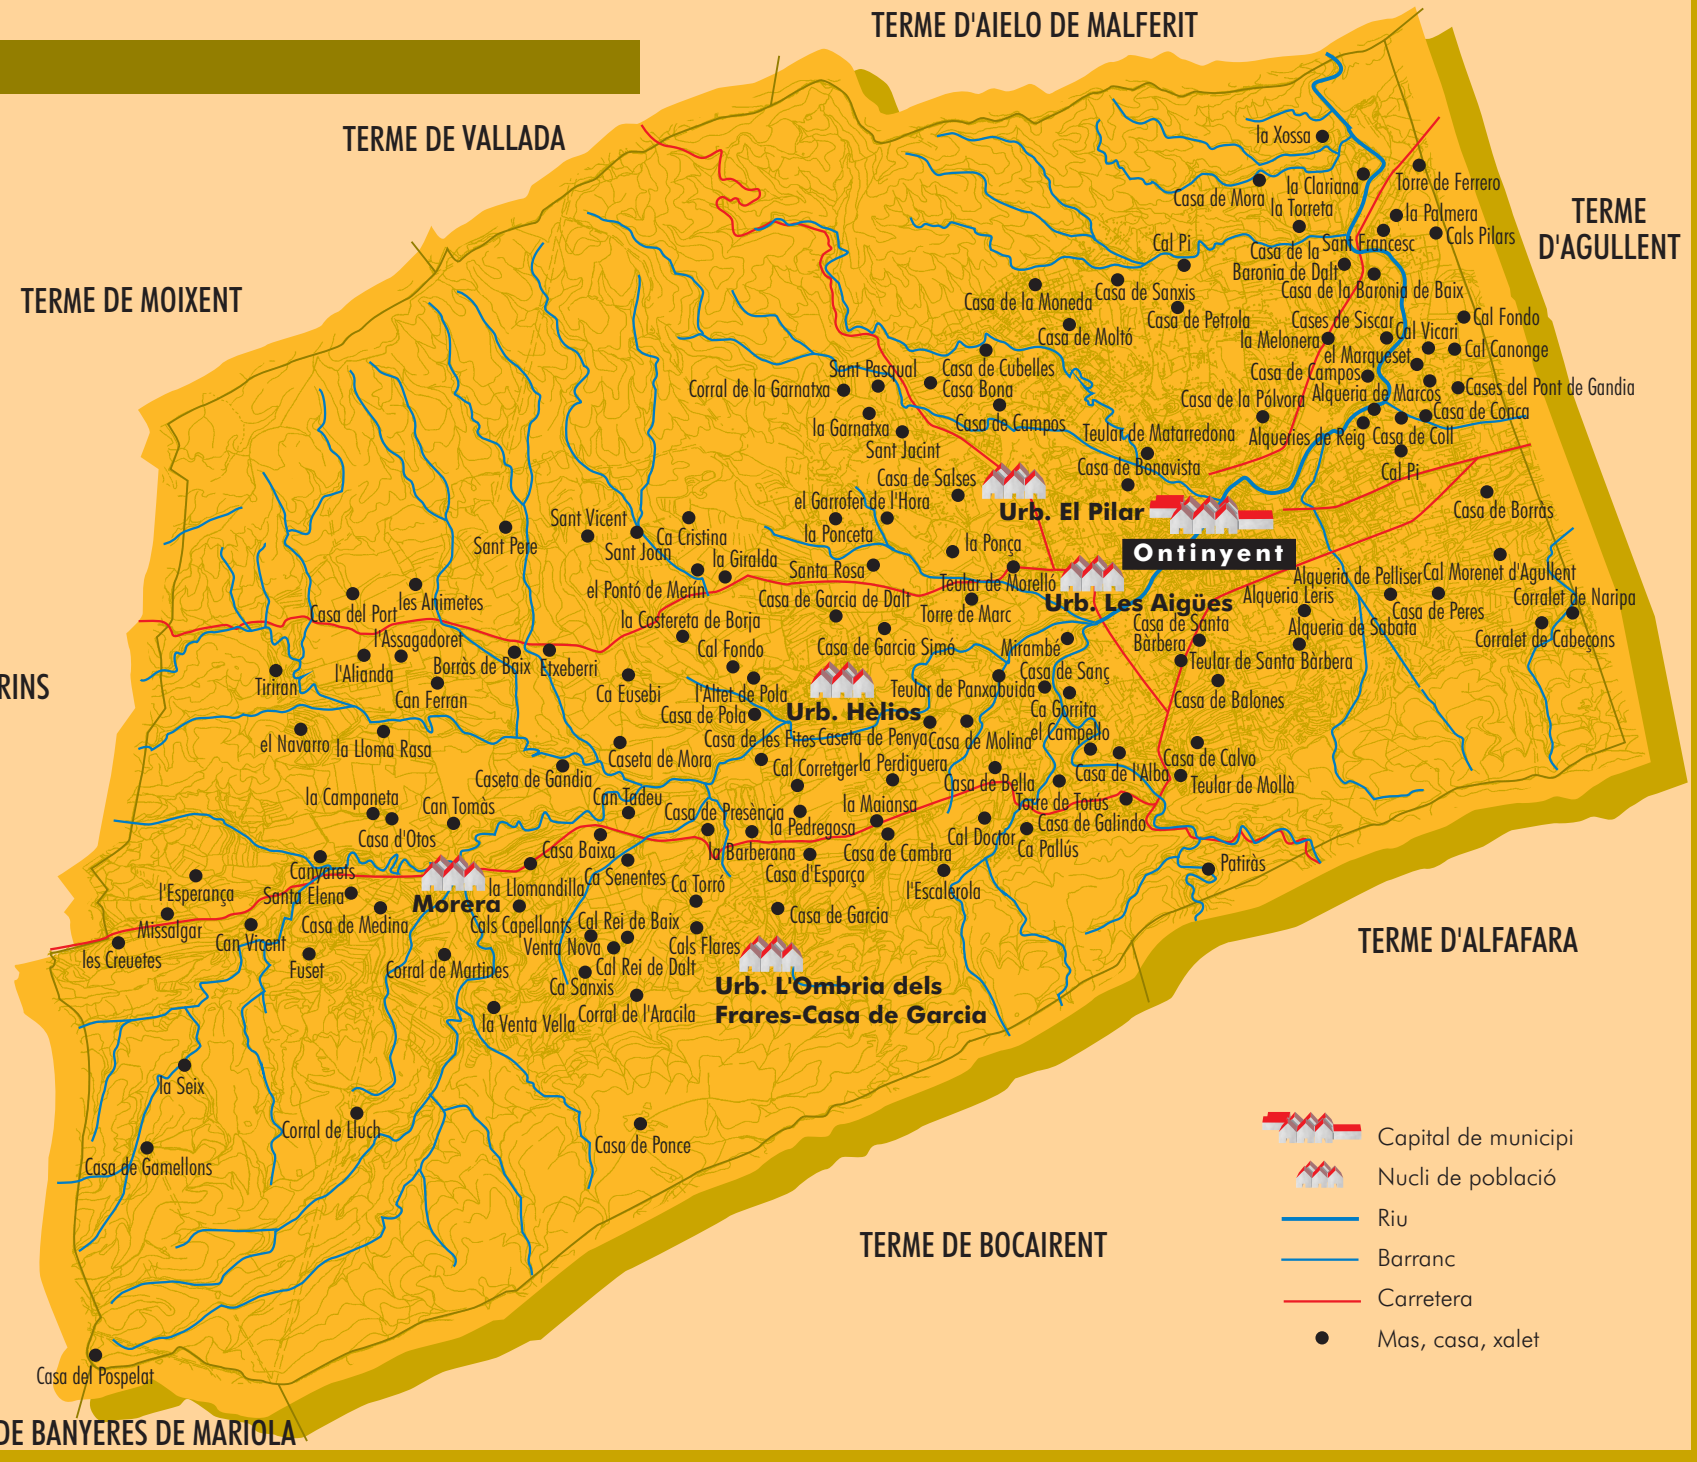 TERME D'AIELO DE MALFERIT
TERME DE VALLADA
TERME
D'AGULLENT
TERME DE MOIXENT
RINS
TERME D'ALFAFARA
TERME DE BOCAIRENT
DE BANYERES DE MARIOLA
la Xossa
Casa de Mora
la Clariana
Torre de Ferrero
la Torreta
la Palmera
Cals Pilars
Cal Pi
Casa de la
Baronia de Dalt
Sant Francesc
Casa de la Baronia de Baix
Casa de la Moneda
Casa de Sanxis
Casa de Petrola
Casa de Moltó
Cases de Siscar
la Melonera
Cal Vicari
Cal Fondo
Cal Canonge
el Marqueset
Casa de Campos
Cases del Pont de Gandia
Alqueria de Marcos
Casa de la Pólvora
Casa de Conca
Alqueries de Reig
Casa de Coll
Cal Pi
Sant Pasqual
Casa de Cubelles
Corral de la Garnatxa
Casa Bona
la Garnatxa
Casa de Campos
Sant Jacint
Teular de Matarredona
Casa de Bonavista
Casa de Salses
Urb. El Pilar
Ontinyent
Casa de Borràs
el Garrofer de l'Hora
la Ponceta
Sant Vicent
Sant Joan
Ca Cristina
la Giralda
Sant Pere
la Ponça
Santa Rosa
el Pontó de Merín
Teular de Morelló
Urb. Les Aigües
Alqueria de Pelliser
Cal Morenet d'Agullent
Alqueria Leris
Casa de Peres
Corralet de Naripa
Alqueria de Sabata
Corralet de Cabeçons
Casa de Garcia de Dalt
Torre de Marc
Casa del Port
les Animetes
la Costereta de Borja
Casa de Santa
Bàrbera
Teular de Santa Bàrbera
l'Assagadoret
Cal Fondo
Casa de Garcia Simó
Mirambé
l'Alianda
Borràs de Baix
Etxeberri
Casa de Sanç
Tiriran
Can Ferran
Ca Eusebi
l'Altet de Pola
Teular de Panxabuida
Casa de Balones
Casa de Pola
Urb. Hèlios
Ca Gorrita
el Campello
el Navarro
la Lloma Rasa
Caseta de Mora
Casa de les Fites
Caseta de Penya
Casa de Molina
Casa de Calvo
Caseta de Gandia
Cal Corretger
la Perdiguera
Casa de Bella
Casa de l'Alba
Teular de Mollà
la Campaneta
Can Tomàs
Can Tadeu
Casa de Presència
la Pedregosa
la Maiansa
Torre de Torús
Casa de Galindo
Casa d'Otos
Casa Baixa
la Barberana
Casa d'Esparça
Casa de Cambra
Cal Doctor
Ca Pallús
Patiràs
Canyarets
l'Esperança
Santa Elena
Morera
la Llomandilla
Ca Senentes
Ca Torró
l'Escalerola
Missalgar
Casa de Medina
Cals Capellants
Cal Rei de Baix
Casa de Garcia
les Creuetes
Can Vicent
Fuset
Corral de Martines
Venta Nova
Cal Rei de Dalt
Cals Flares
Ca Sanxis
Urb. L'Ombria dels
Frares-Casa de Garcia
la Venta Vella
Corral de l'Aracila
la Seix
Corral de Lluch
Casa de Ponce
Casa de Gamellons
Casa del Pospelat
Capital de municipi
Nucli de població
Riu
Barranc
Carretera
Mas, casa, xalet